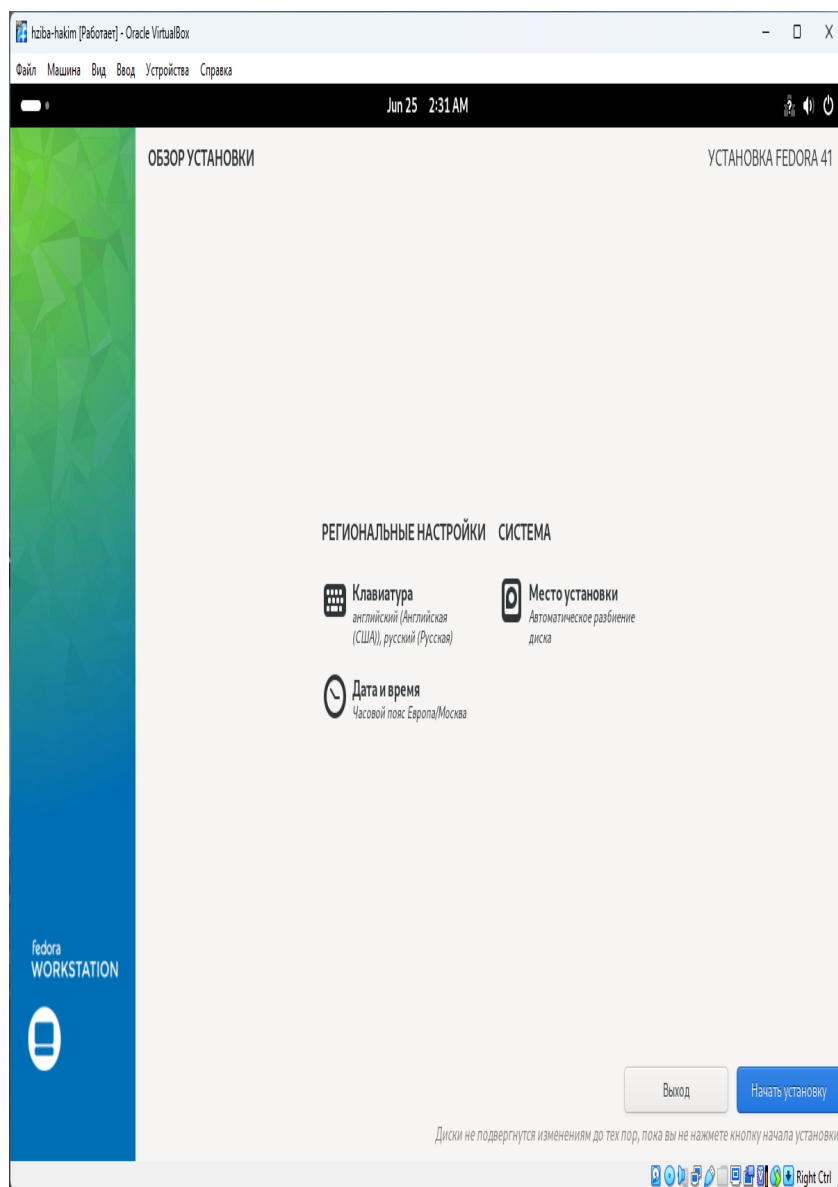 hziba-hakim [Работает] - Oracle VirtualBox
Файл Машина Вид Ввод Устройства Справка
Jun 25 2:31 AM
ОБЗОР УСТАНОВКИ
УСТАНОВКА FEDORA 41
РЕГИОНАЛЬНЫЕ НАСТРОЙКИ
СИСТЕМА
Клавиатура
английский (Английская
(США)), русский (Русская)
Место установки
Автоматическое разбиение
диска
Дата и время
Часовой пояс Европа/Москва
fedora
WORKSTATION
Выход
Начать установку
Диски не подвергнутся изменениям до тех пор, пока вы не нажмете кнопку начала установки
Right Ctrl